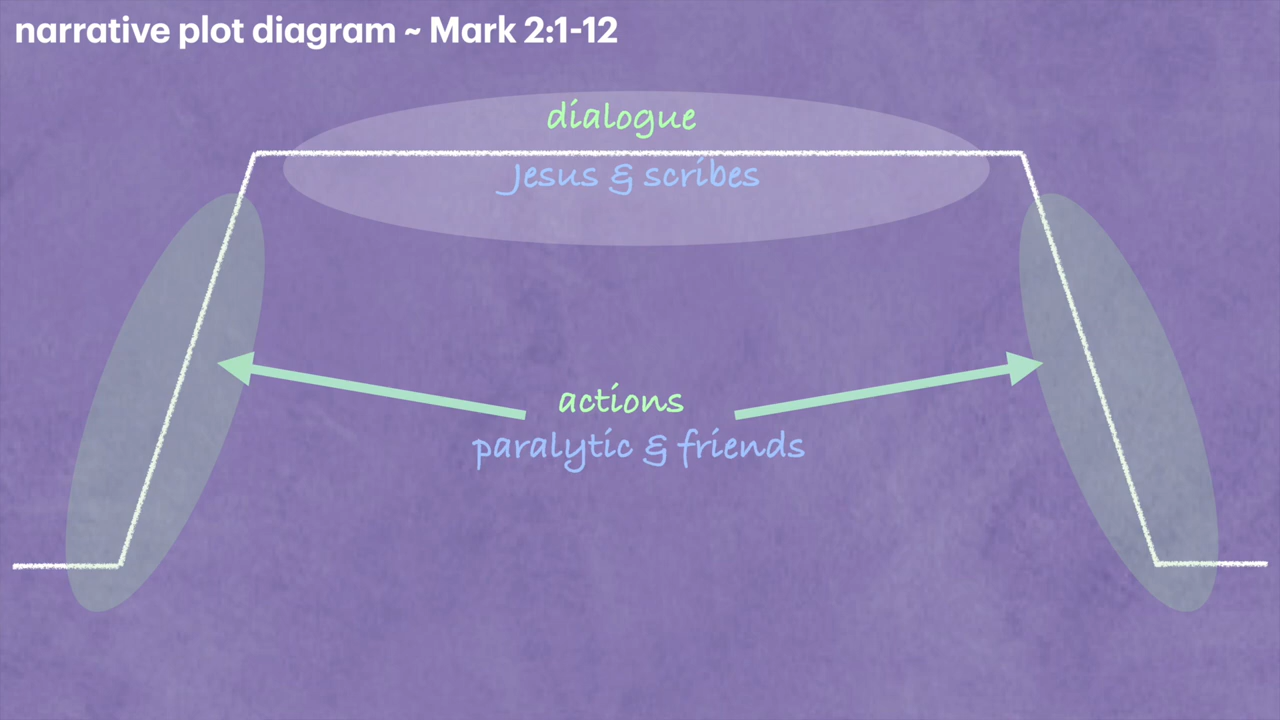 narrative plot diagram ~ Mark 2:1-12
dialogue
Jesus & scribes
actions
paralytic & friends